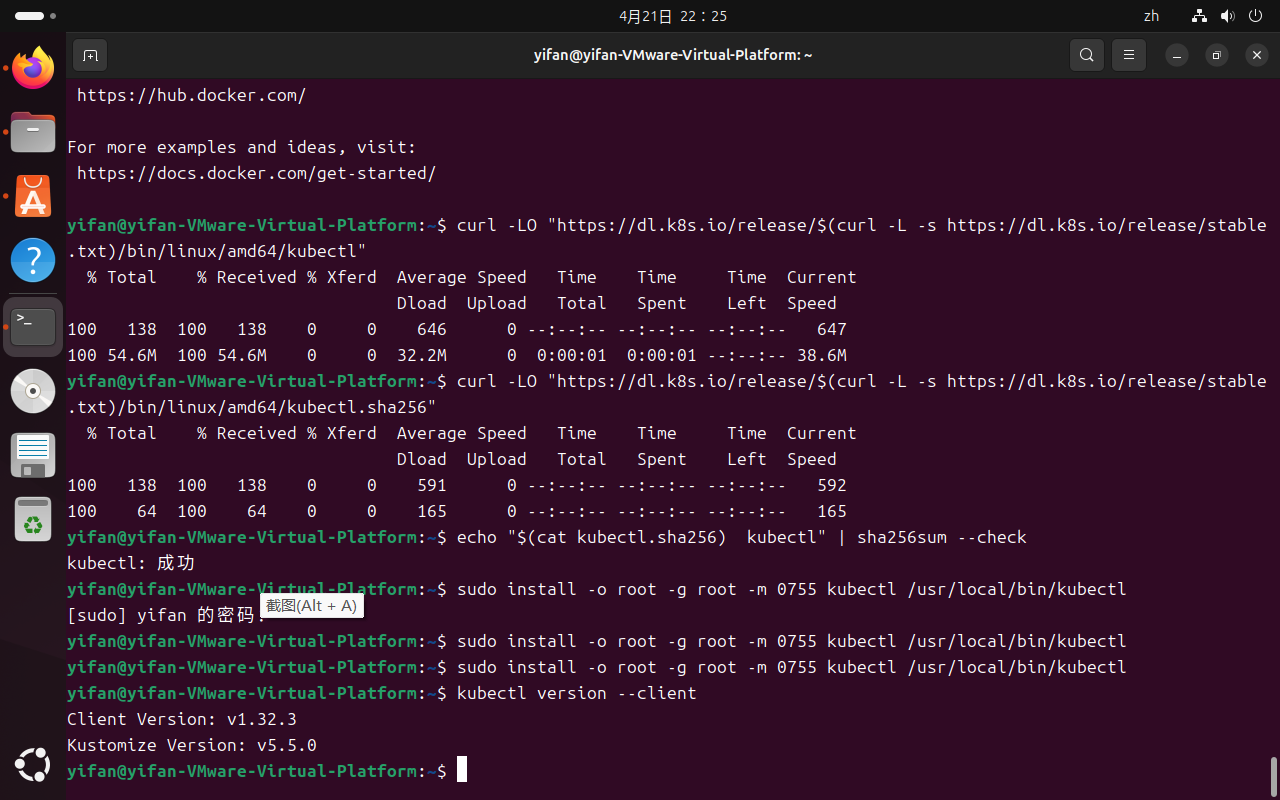 4月21日 22：25
zh
yifan@yifan-VMware-Virtual-Platform: ~
https://hub.docker.com/
For more examples and ideas, visit:
https://docs.docker.com/get-started/
yifan@yifan-VMware-Virtual-Platform:~$ curl -LO "https://dl.k8s.io/release/$(curl -L -s https://dl.k8s.io/release/stable
.txt)/bin/linux/amd64/kubectl"
% Total    % Received % Xferd  Average Speed   Time    Time     Time  Current
Dload  Upload   Total   Spent    Left  Speed
100   138  100   138    0     0    646      0 --:--:-- --:--:-- --:--:--   647
100 54.6M  100 54.6M    0     0  32.2M      0  0:00:01  0:00:01 --:--:-- 38.6M
yifan@yifan-VMware-Virtual-Platform:~$ curl -LO "https://dl.k8s.io/release/$(curl -L -s https://dl.k8s.io/release/stable
.txt)/bin/linux/amd64/kubectl.sha256"
% Total    % Received % Xferd  Average Speed   Time    Time     Time  Current
Dload  Upload   Total   Spent    Left  Speed
100   138  100   138    0     0    591      0 --:--:-- --:--:-- --:--:--   592
100    64  100    64    0     0    165      0 --:--:-- --:--:-- --:--:--   165
yifan@yifan-VMware-Virtual-Platform:~$ echo "$(cat kubectl.sha256)  kubectl" | sha256sum --check
kubectl: 成功
yifan@yifan-VMware-Virtual-Platform:~$ sudo install -o root -g root -m 0755 kubectl /usr/local/bin/kubectl
[sudo] yifan 的密码：
截图(Alt + A)
yifan@yifan-VMware-Virtual-Platform:~$ sudo install -o root -g root -m 0755 kubectl /usr/local/bin/kubectl
yifan@yifan-VMware-Virtual-Platform:~$ sudo install -o root -g root -m 0755 kubectl /usr/local/bin/kubectl
yifan@yifan-VMware-Virtual-Platform:~$ kubectl version --client
Client Version: v1.32.3
Kustomize Version: v5.5.0
yifan@yifan-VMware-Virtual-Platform:~$